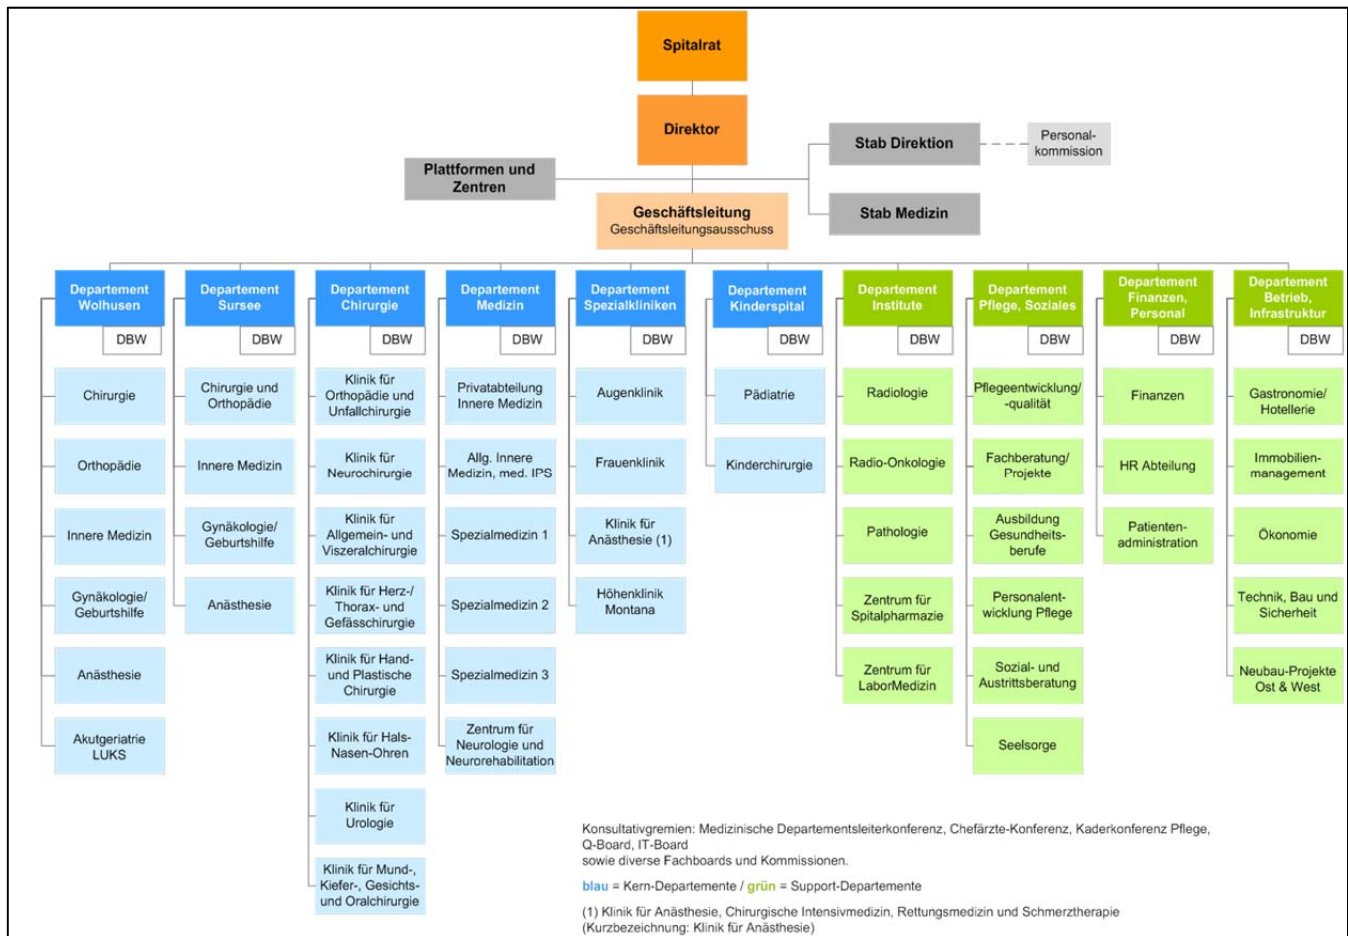 Spitalrat
Direktor
Stab Direktion
Personal-
kommission
Plattformen und
Zentren
Stab Medizin
Geschäftsleitung
Geschäftsleitungsausschuss
Departement
Wolhusen
DBW
Chirurgie
Orthopädie
Innere Medizin
Gynäkologie/
Geburtshilfe
Anästhesie
Akutgeriatrie
LUKS
Departement
Sursee
DBW
Chirurgie und
Orthopädie
Innere Medizin
Gynäkologie/
Geburtshilfe
Anästhesie
Departement
Chirurgie
DBW
Klinik für
Orthopädie und
Unfallchirurgie
Klinik für
Neurochirurgie
Klinik für
Allgemein- und
Viszeralchirurgie
Klinik für Herz-/
Thorax- und
Gefässchirurgie
Klinik für Hand-
und Plastische
Chirurgie
Klinik für Hals-
Nasen-Ohren
Klinik für
Urologie
Klinik für Mund-,
Kiefer-, Gesichts-
und Oralchirurgie
Departement
Medizin
DBW
Privatabteilung
Innere Medizin
Allg. Innere
Medizin, med. IPS
Spezialmedizin 1
Spezialmedizin 2
Spezialmedizin 3
Zentrum für
Neurologie und
Neurorehabilitation
Departement
Spezialkliniken
DBW
Augenklinik
Frauenklinik
Klinik für
Anästhesie (1)
Höhenklinik
Montana
Departement
Kinderspital
DBW
Pädiatrie
Kinderchirurgie
Departement
Institute
DBW
Radiologie
Radio-Onkologie
Pathologie
Zentrum für
Spitalpharmazie
Zentrum für
LaborMedizin
Departement
Pflege, Soziales
DBW
Pflegeentwicklung/
-qualität
Fachberatung/
Projekte
Ausbildung
Gesundheits-
berufe
Personalent-
wicklung Pflege
Sozial- und
Austrittsberatung
Seelsorge
Departement
Finanzen,
Personal
DBW
Finanzen
HR Abteilung
Patienten-
administration
Departement
Betrieb,
Infrastruktur
DBW
Gastronomie/
Hotellerie
Immobilien-
management
Ökonomie
Technik, Bau und
Sicherheit
Neubau-Projekte
Ost & West
Konsultativgremien: Medizinische Departementsleiterkonferenz, Chefärzte-Konferenz, Kaderkonferenz Pflege,
Q-Board, IT-Board
sowie diverse Fachboards und Kommissionen.
blau = Kern-Departemente / grün = Support-Departemente
(1) Klinik für Anästhesie, Chirurgische Intensivmedizin, Rettungsmedizin und Schmerztherapie
(Kurzbezeichnung: Klinik für Anästhesie)